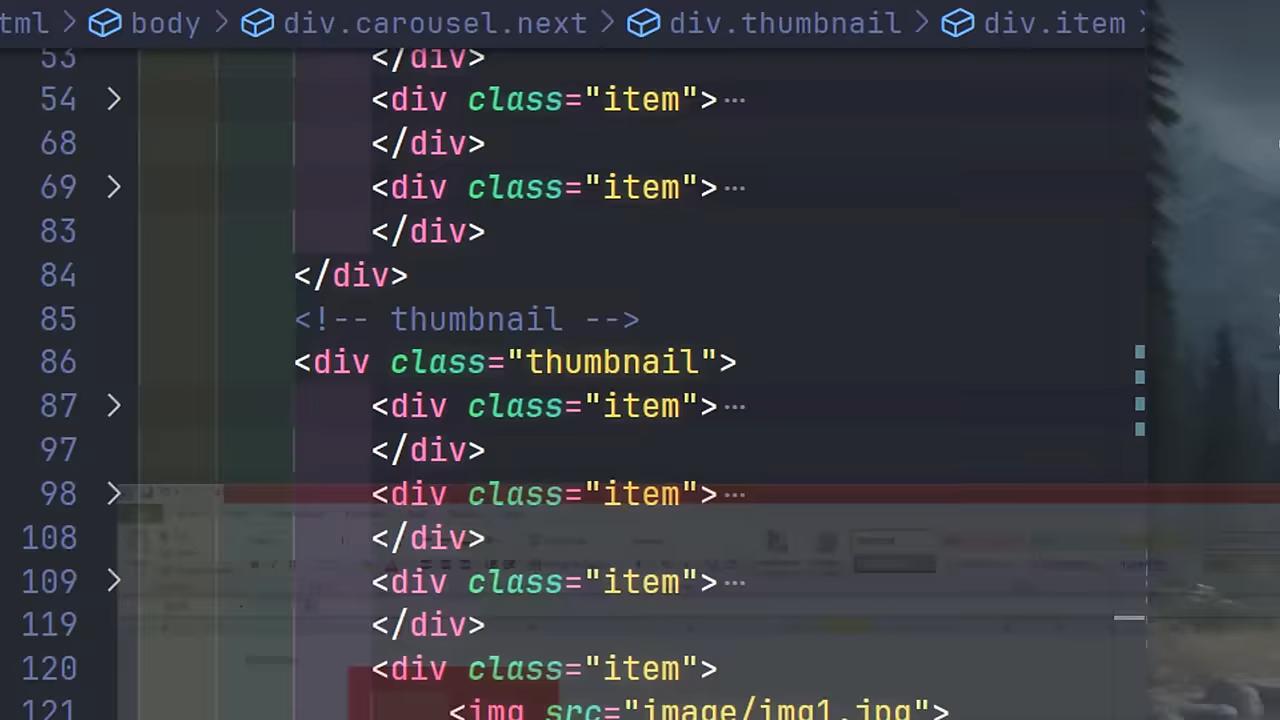 tml > body > div.carousel.next > div.thumbnail > div.item >
53 </div>
54 > <div class="item">···
68 </div>
69 > <div class="item">···
83 </div>
84 </div>
85 <!-- thumbnail -->
86 <div class="thumbnail">
87 > <div class="item">···
97 </div>
98 > <div class="item">···
108 </div>
109 > <div class="item">···
119 </div>
120 <div class="item">
121 <img src="image/img1.jpg">